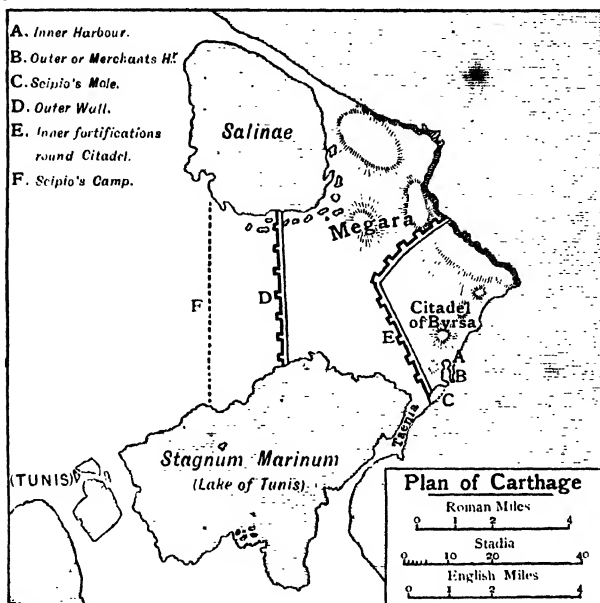 A. Inner Harbour.
B. Outer or Merchants Hr.
C. Scipio's Mole.
D. Outer Wall.
E. Inner fortifications
round Citadel.
F. Scipio's Camp.
Salinae
Megara
F
D
Citadel
of Byrsa
E
A
B
C
Taenia
Stagnum Marinum
(Lake of Tunis)
(TUNIS)
Plan of Carthage
Roman Miles
0 1 2 4
Stadia
0 10 20 40
English Miles
0 1 2 4